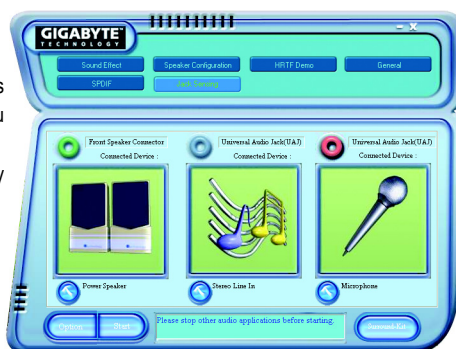 GIGABYTE™
TECHNOLOGY
- X
Sound Effect
Speaker Configuration
HRTF Demo
General
SPDIF
Jack Sensing
s
u
Front Speaker Connector
Connected Device :
Universal Audio Jack(UAJ)
Connected Device :
Universal Audio Jack(UAJ)
Connected Device :
Power Speaker
Stereo Line In
Microphone
Option
Start
Please stop other audio applications before starting.
Surround-Kit